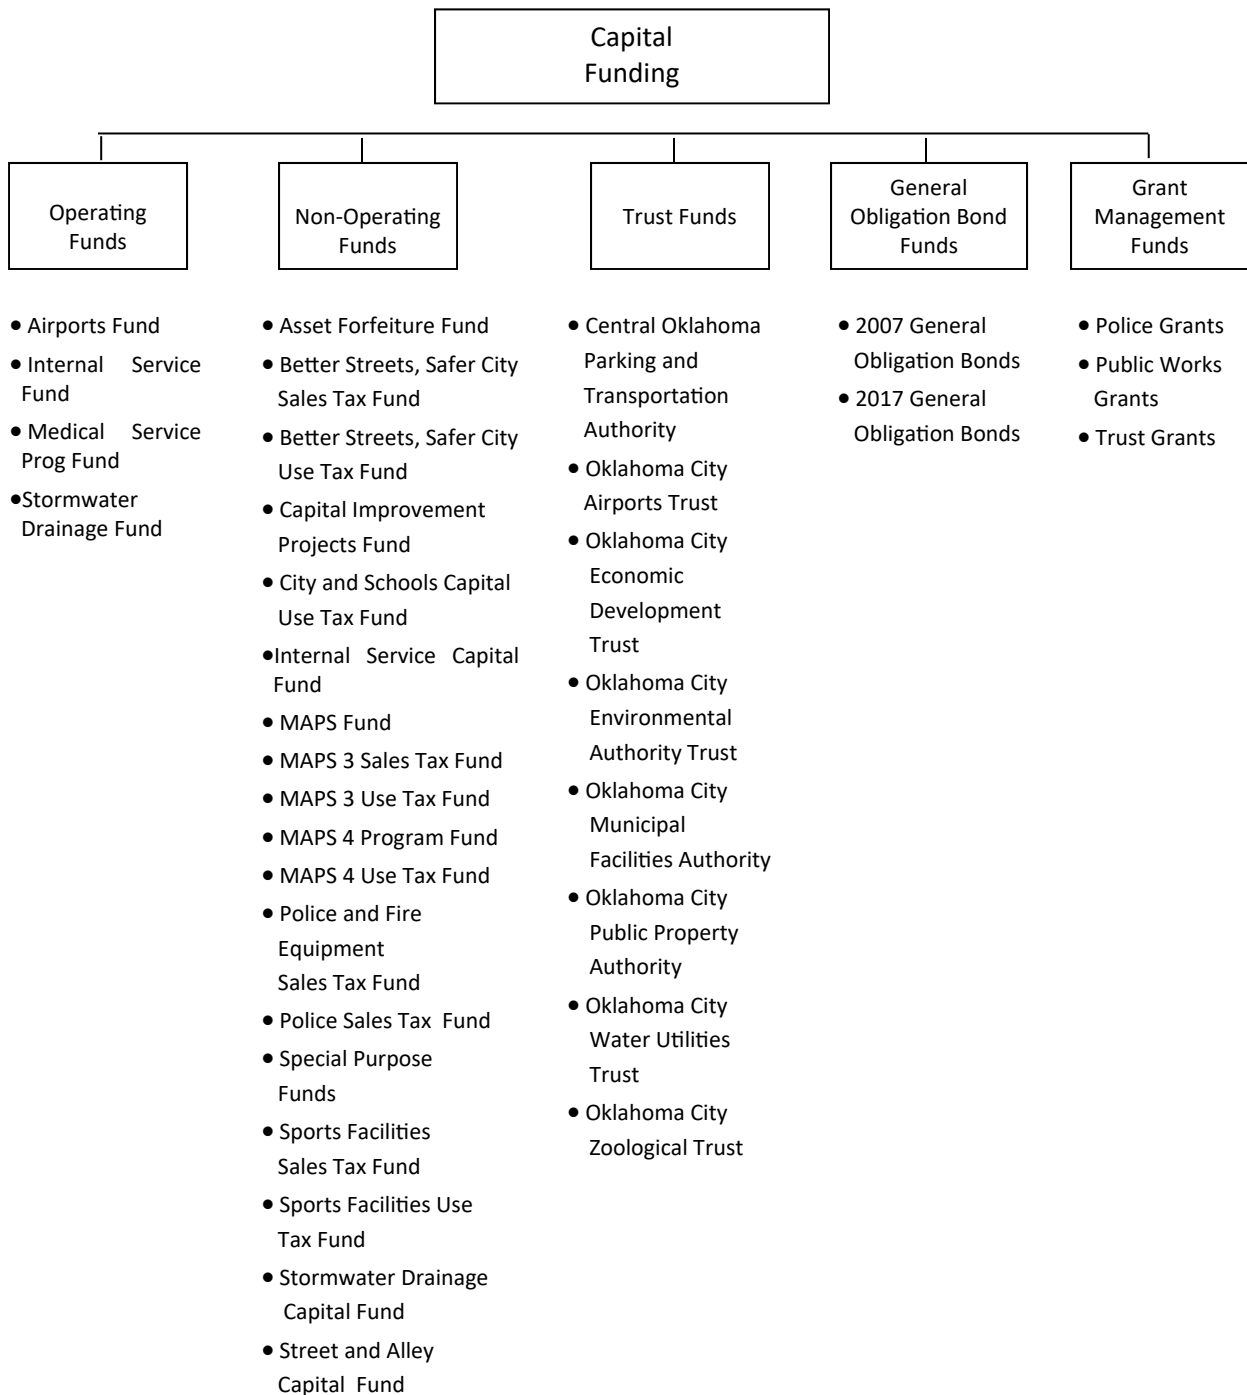 Capital
Funding
Operating
Funds
Non-Operating
Funds
Trust Funds
General
Obligation Bond
Funds
Grant
Management
Funds
• Airports Fund
• Internal Service
Fund
• Medical Service
Prog Fund
•Stormwater
Drainage Fund
• Asset Forfeiture Fund
• Better Streets, Safer City
Sales Tax Fund
• Better Streets, Safer City
Use Tax Fund
• Capital Improvement
Projects Fund
• City and Schools Capital
Use Tax Fund
•Internal Service Capital
Fund
• MAPS Fund
• MAPS 3 Sales Tax Fund
• MAPS 3 Use Tax Fund
• MAPS 4 Program Fund
• MAPS 4 Use Tax Fund
• Police and Fire
Equipment
Sales Tax Fund
• Police Sales Tax Fund
• Special Purpose
Funds
• Sports Facilities
Sales Tax Fund
• Sports Facilities Use
Tax Fund
• Stormwater Drainage
Capital Fund
• Street and Alley
Capital Fund
• Central Oklahoma
Parking and
Transportation
Authority
• Oklahoma City
Airports Trust
• Oklahoma City
Economic
Development
Trust
• Oklahoma City
Environmental
Authority Trust
• Oklahoma City
Municipal
Facilities Authority
• Oklahoma City
Public Property
Authority
• Oklahoma City
Water Utilities
Trust
• Oklahoma City
Zoological Trust
• 2007 General
Obligation Bonds
• 2017 General
Obligation Bonds
• Police Grants
• Public Works
Grants
• Trust Grants